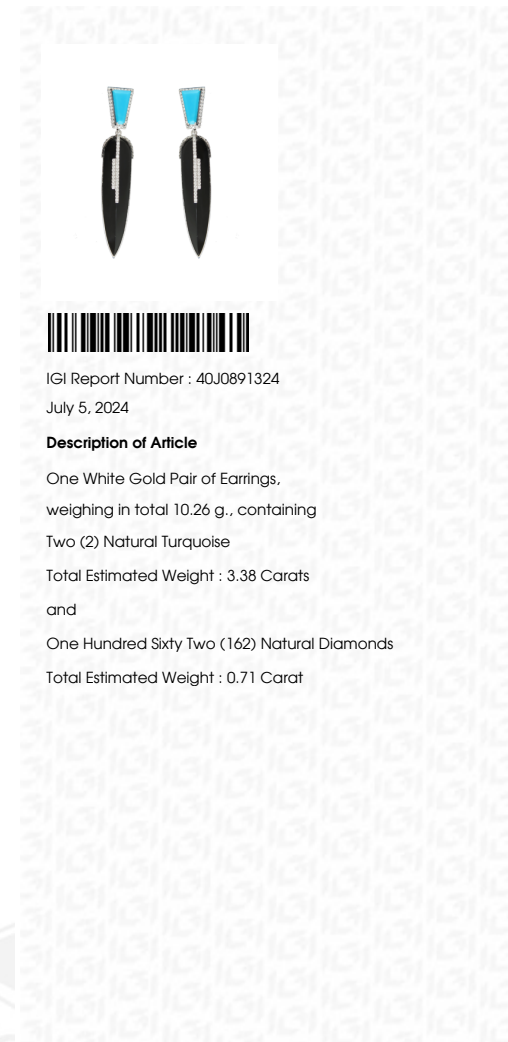 IGI Report Number : 40J0891324
July 5, 2024
Description of Article
One White Gold Pair of Earrings,
weighing in total 10.26 g., containing
Two (2) Natural Turquoise
Total Estimated Weight : 3.38 Carats
and
One Hundred Sixty Two (162) Natural Diamonds
Total Estimated Weight : 0.71 Carat